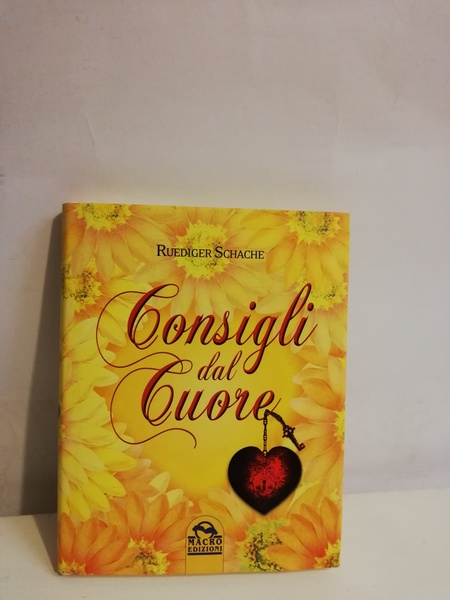 RUEDIGER SCHACHE
Consigli
dal
Cuore
MACRO
EDIZIONI